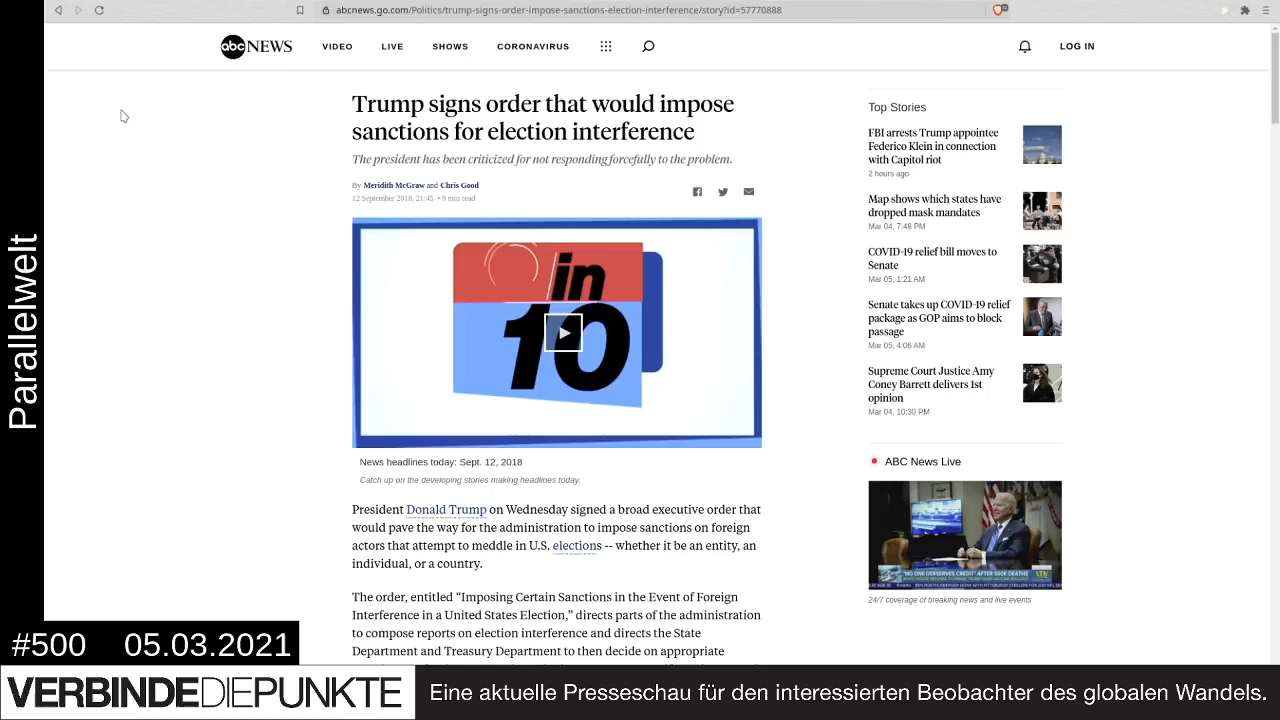 abcnews.go.com/Politics/trump-signs-order-impose-sanctions-election-interference/story?id=57770888
abc NEWS
VIDEO
LIVE
SHOWS
CORONAVIRUS
LOG IN
Trump signs order that would impose
sanctions for election interference
The president has been criticized for not responding forcefully to the problem.
By Meridith McGraw and Chris Good
12 September 2018, 21:45 • 9 min read
in
10
News headlines today: Sept. 12, 2018
Catch up on the developing stories making headlines today.
President Donald Trump on Wednesday signed a broad executive order that
would pave the way for the administration to impose sanctions on foreign
actors that attempt to meddle in U.S. elections -- whether it be an entity, an
individual, or a country.
The order, entitled “Imposing Certain Sanctions in the Event of Foreign
Interference in a United States Election,” directs parts of the administration
to compose reports on election interference and directs the State
Department and Treasury Department to then decide on appropriate
Top Stories
FBI arrests Trump appointee
Federico Klein in connection
with Capitol riot
2 hours ago
Map shows which states have
dropped mask mandates
Mar 04, 7:48 PM
COVID-19 relief bill moves to
Senate
Mar 05, 1:21 AM
Senate takes up COVID-19 relief
package as GOP aims to block
passage
Mar 05, 4:06 AM
Supreme Court Justice Amy
Coney Barrett delivers 1st
opinion
Mar 04, 10:30 PM
ABC News Live
"NO ONE DERSERVES CREDIT" AFTER 500K DEATHS
24/7 coverage of breaking news and live events
Parallelwelt
#500 05.03.2021
VERBINDEDIEPUNKTE
Eine aktuelle Presseschau für den interessierten Beobachter des globalen Wandels.